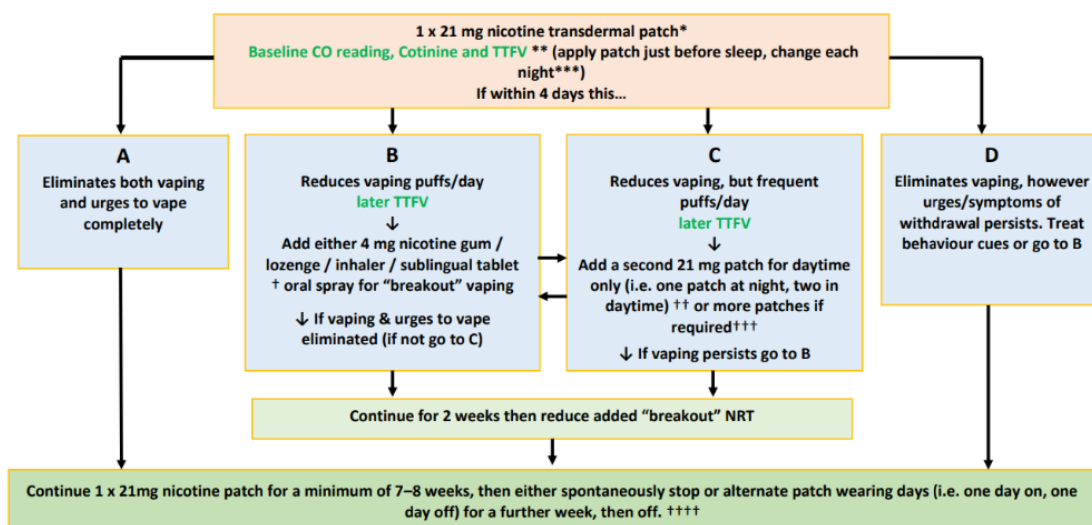 1 x 21 mg nicotine transdermal patch*
Baseline CO reading, Cotinine and TTFV ** (apply patch just before sleep, change each
night***)
If within 4 days this…
A
Eliminates both vaping
and urges to vape
completely
B
Reduces vaping puffs/day
later TTFV
↓
Add either 4 mg nicotine gum /
lozenge / inhaler / sublingual tablet
† oral spray for “breakout” vaping
↓ If vaping & urges to vape
eliminated (if not go to C)
C
Reduces vaping, but frequent
puffs/day
later TTFV
↓
Add a second 21 mg patch for daytime
only (i.e. one patch at night, two in
daytime) †† or more patches if
required†††
↓ If vaping persists go to B
D
Eliminates vaping, however
urges/symptoms of
withdrawal persists. Treat
behaviour cues or go to B
Continue for 2 weeks then reduce added “breakout” NRT
Continue 1 x 21mg nicotine patch for a minimum of 7–8 weeks, then either spontaneously stop or alternate patch wearing days (i.e. one day on, one
day off) for a further week, then off. ††††